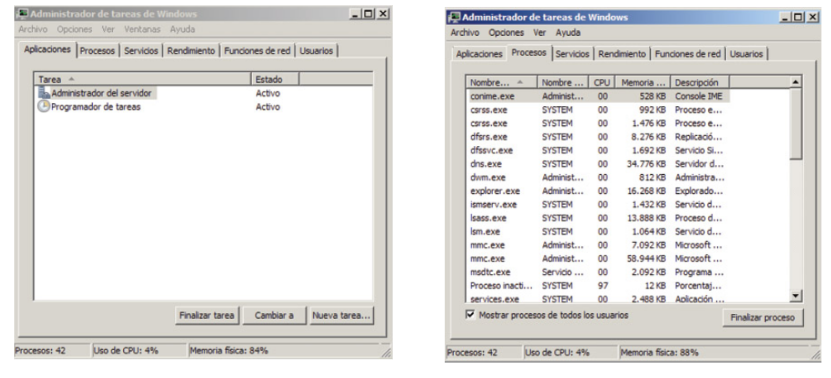 Administrador de tareas de Windows
Archivo Opciones Ver Ventanas Ayuda
Aplicaciones Procesos Servicios Rendimiento Funciones de red Usuarios
Tarea Estado
Administrador del servidor Activo
Programador de tareas Activo
Finalizar tarea Cambiar a Nueva tarea...
Procesos: 42 Uso de CPU: 4% Memoria física: 84%
Administrador de tareas de Windows
Archivo Opciones Ver Ayuda
Aplicaciones Procesos Servicios Rendimiento Funciones de red Usuarios
Nombre... Nombre ... CPU Memoria ... Descripción
conime.exe Administ... 00 528 KB Console IME
csrss.exe SYSTEM 00 992 KB Proceso e...
csrss.exe SYSTEM 00 1.476 KB Proceso e...
dfsrs.exe SYSTEM 00 8.276 KB Replicació...
dfssvc.exe SYSTEM 00 1.692 KB Servicio Si...
dns.exe SYSTEM 00 34.776 KB Servidor d...
dwm.exe Administ... 00 812 KB Administra...
explorer.exe Administ... 00 16.268 KB Explorado...
ismserv.exe SYSTEM 00 1.432 KB Servicio d...
lsass.exe SYSTEM 00 13.888 KB Proceso d...
lsm.exe SYSTEM 00 1.064 KB Servicio d...
mmc.exe Administ... 00 7.092 KB Microsoft ...
mmc.exe Administ... 00 58.944 KB Microsoft ...
msdtc.exe Servicio ... 00 2.092 KB Programa ...
Proceso inacti... SYSTEM 97 12 KB Porcentaj...
services.exe SYSTEM 00 2.488 KB Aplicación ...
Mostrar procesos de todos los usuarios Finalizar proceso
Procesos: 42 Uso de CPU: 4% Memoria física: 88%